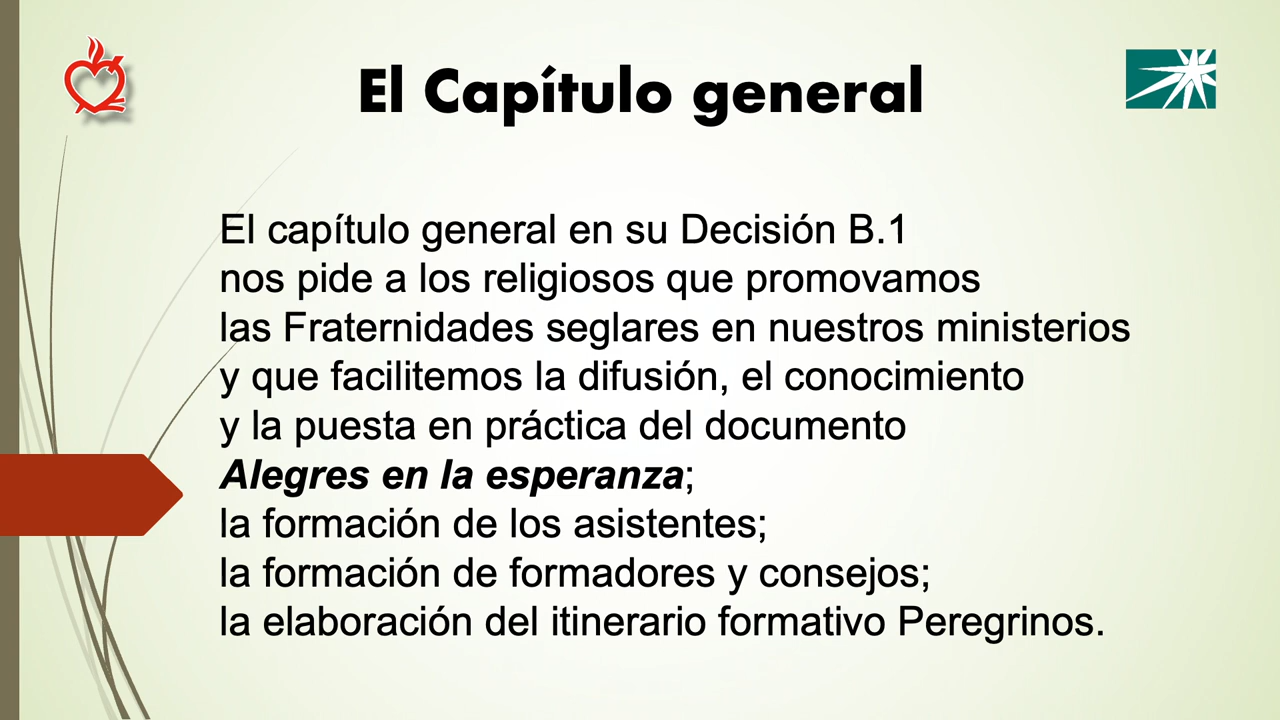 El Capítulo general
El capítulo general en su Decisión B.1
nos pide a los religiosos que promovamos
las Fraternidades seglares en nuestros ministerios
y que facilitemos la difusión, el conocimiento
y la puesta en práctica del documento
Alegres en la esperanza;
la formación de los asistentes;
la formación de formadores y consejos;
la elaboración del itinerario formativo Peregrinos.